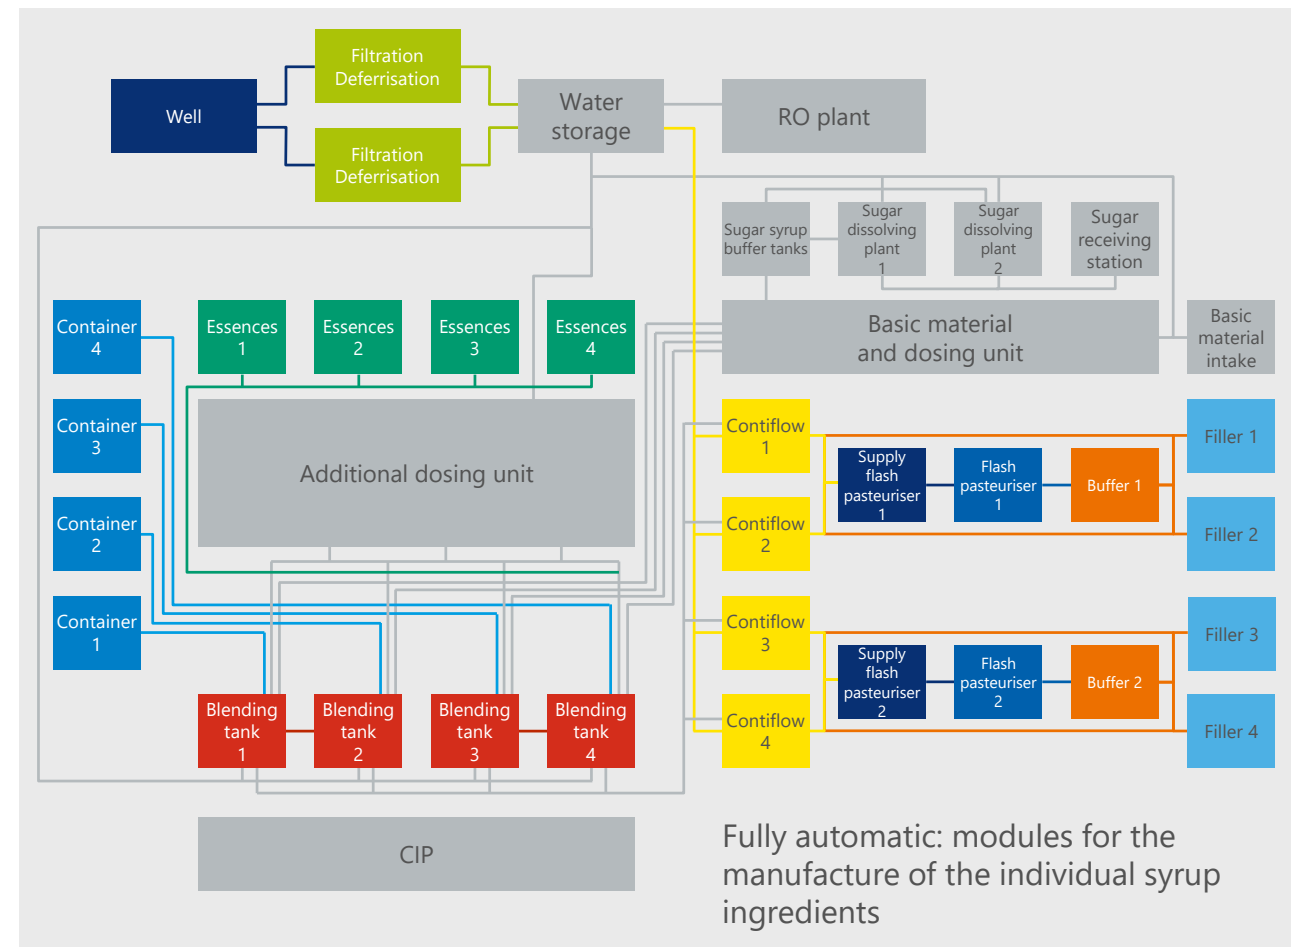 Filtration
Deferrisation
Well
Water
storage
RO plant
Filtration
Deferrisation
Sugar syrup
buffer tanks
Sugar
dissolving
plant
1
Sugar
dissolving
plant
2
Sugar
receiving
station
Container
4
Essences
1
Essences
2
Essences
3
Essences
4
Basic material
and dosing unit
Basic
material
intake
Container
3
Additional dosing unit
Contiflow
1
Supply
flash
pasteuriser
1
Flash
pasteuriser
1
Buffer 1
Filler 1
Container
2
Contiflow
2
Filler 2
Container
1
Contiflow
3
Supply
flash
pasteuriser
2
Flash
pasteuriser
2
Buffer 2
Filler 3
Blending
tank
1
Blending
tank
2
Blending
tank
3
Blending
tank
4
Contiflow
4
Filler 4
CIP
Fully automatic: modules for the
manufacture of the individual syrup
ingredients